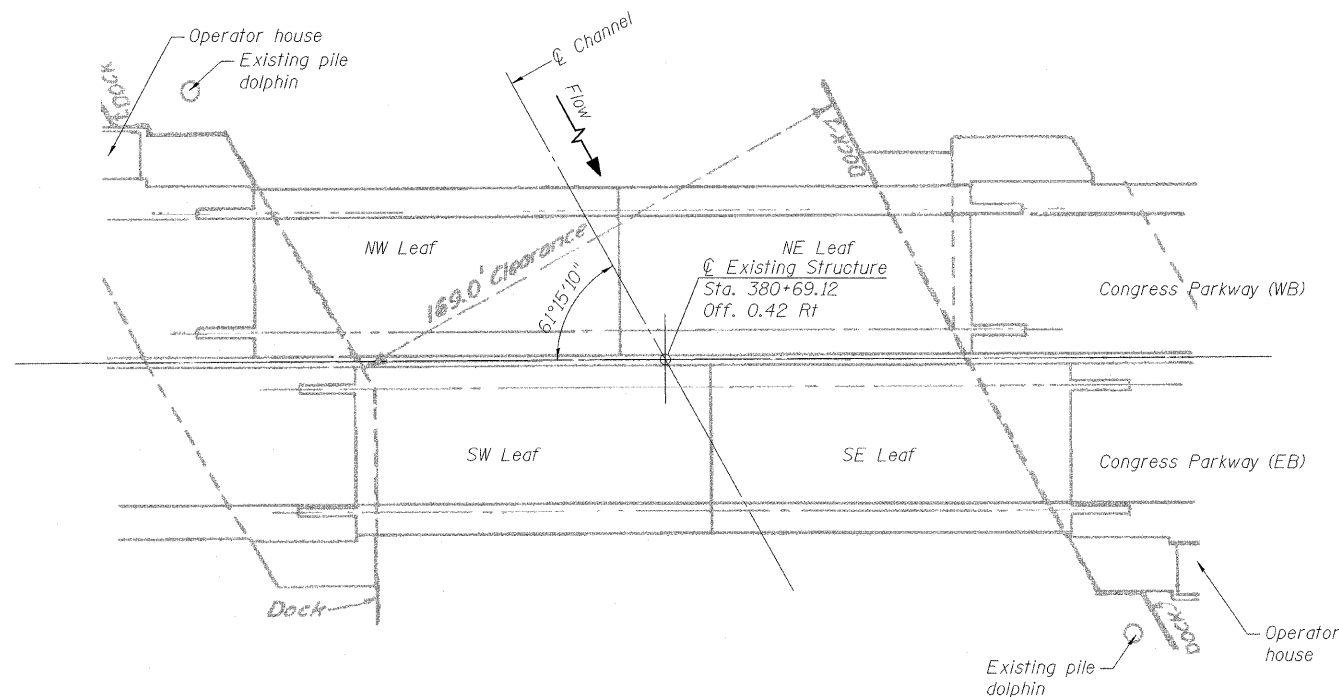 ℄ Channel
Operator house
Existing pile
dolphin
DOCK
Flow
DOCK
169.0' Clearance
61°15'10"
NW Leaf
NE Leaf
℄ Existing Structure
Sta. 380+69.12
Off. 0.42 Rt
Congress Parkway (WB)
SW Leaf
SE Leaf
Congress Parkway (EB)
Dock
DOCK
Operator
house
Existing pile
dolphin